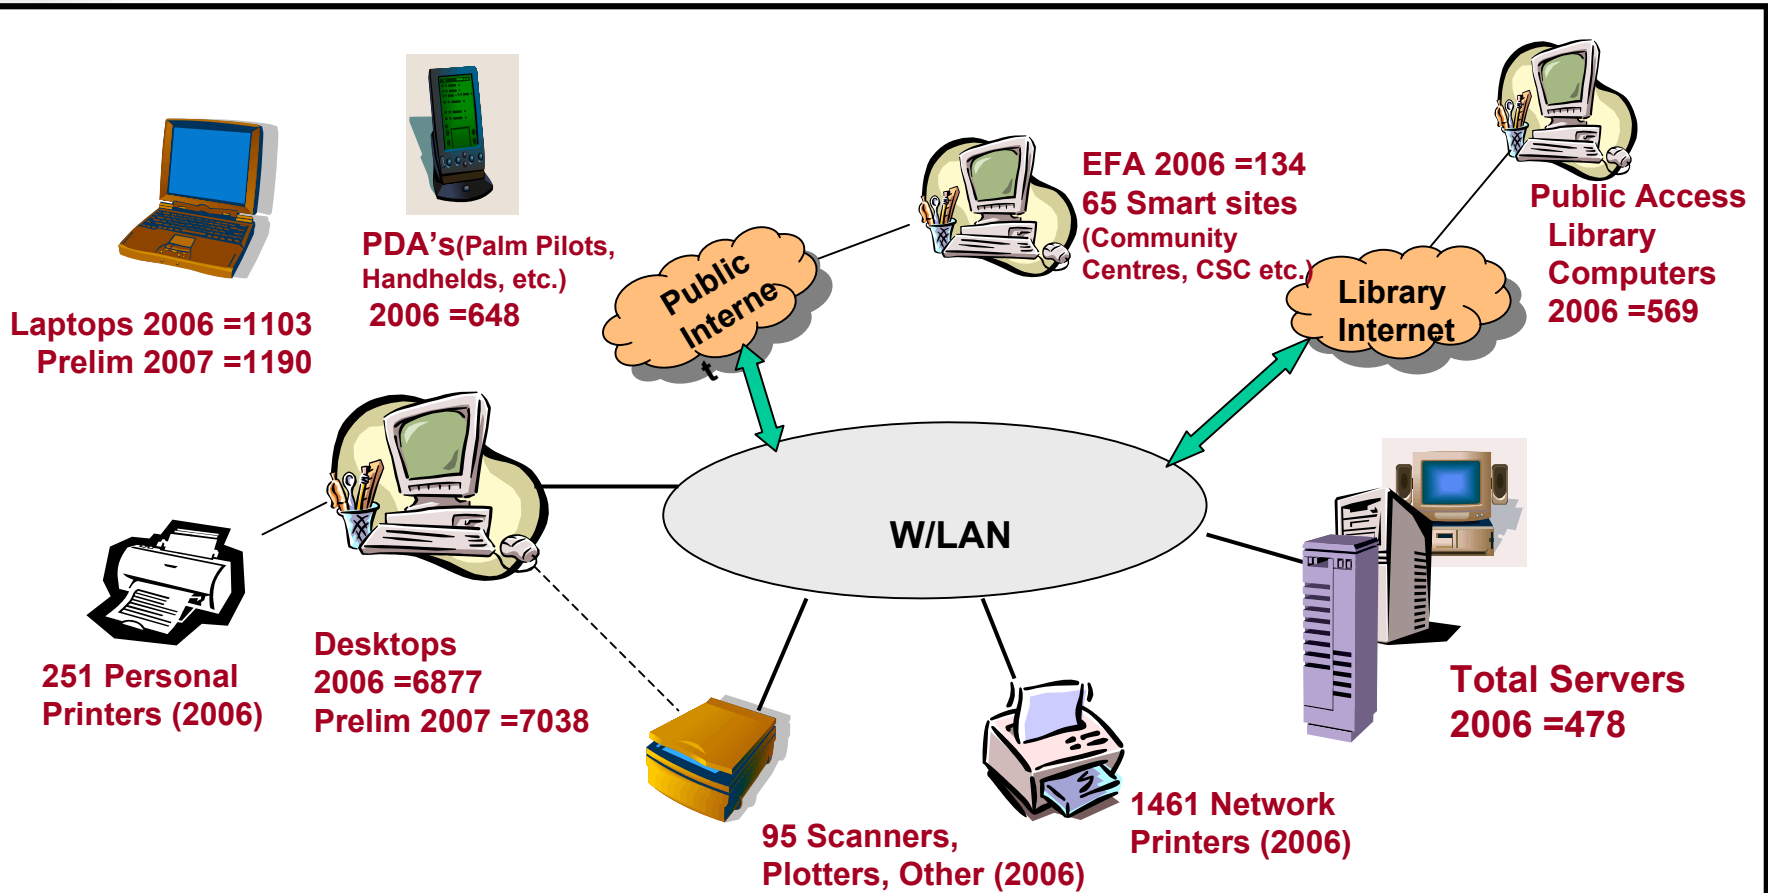 PDA's(Palm Pilots,
Handhelds, etc.)
2006 =648
Laptops 2006 =1103
Prelim 2007 =1190
Public
Interne
t
EFA 2006 =134
65 Smart sites
(Community
Centres, CSC etc.)
Library
Internet
Public Access
Library
Computers
2006 =569
W/LAN
251 Personal
Printers (2006)
Desktops
2006 =6877
Prelim 2007 =7038
95 Scanners,
Plotters, Other (2006)
1461 Network
Printers (2006)
Total Servers
2006 =478